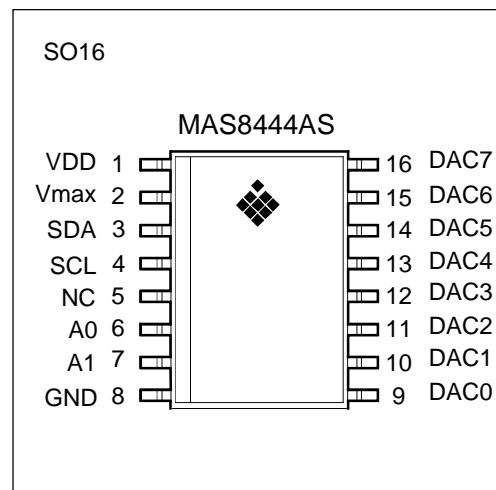 SO16
MAS8444AS
VDD 1 16 DAC7
Vmax 2 15 DAC6
SDA 3 14 DAC5
SCL 4 13 DAC4
NC 5 12 DAC3
A0 6 11 DAC2
A1 7 10 DAC1
GND 8 9 DAC0